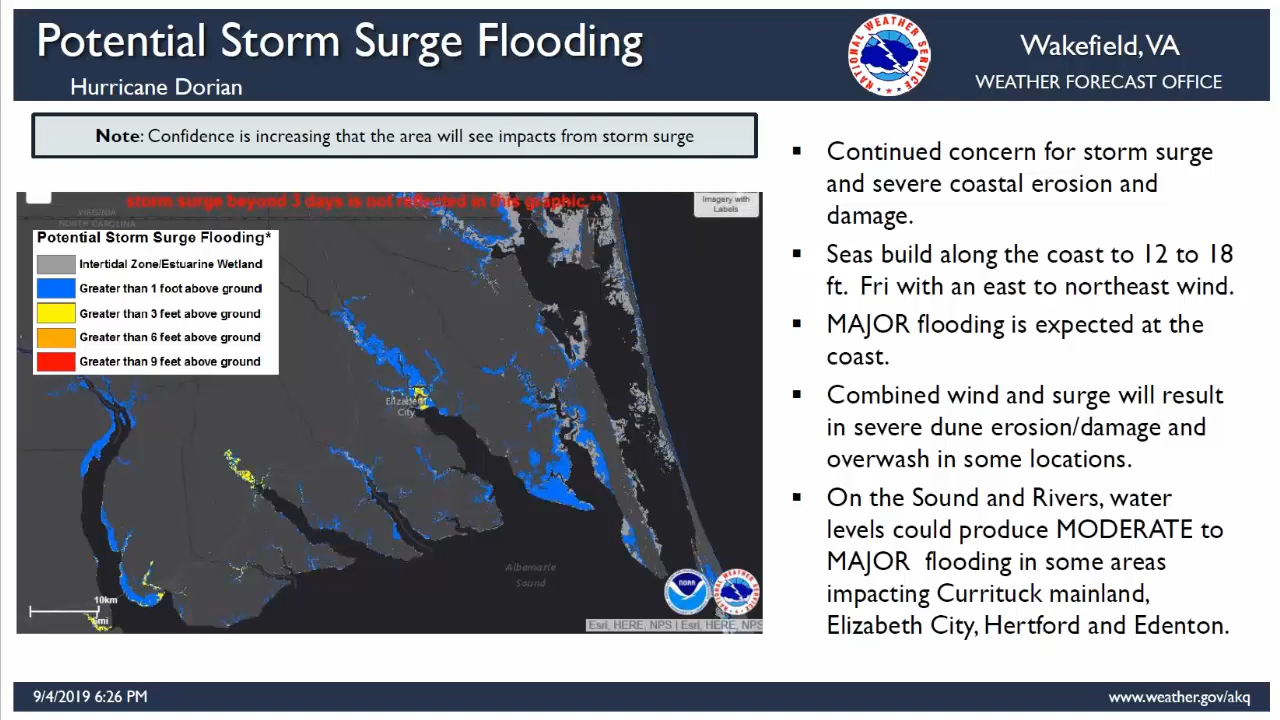 Potential Storm Surge Flooding
Hurricane Dorian
NATIONAL WEATHER SERVICE
Wakefield, VA
WEATHER FORECAST OFFICE
Note: Confidence is increasing that the area will see impacts from storm surge
storm surge beyond 3 days is not reflected in this graphic.**
Imagery with
Labels
VIRGINIA
NORTH CAROLINA
Potential Storm Surge Flooding*
Intertidal Zone/Estuarine Wetland
Greater than 1 foot above ground
Greater than 3 feet above ground
Greater than 6 feet above ground
Greater than 9 feet above ground
Elizabeth
City
Albemarle
Sound
10km
6mi
NOAA
Esri, HERE, NPS | Esri, HERE, NPS
▪ Continued concern for storm surge
and severe coastal erosion and
damage.
▪ Seas build along the coast to 12 to 18
ft. Fri with an east to northeast wind.
▪ MAJOR flooding is expected at the
coast.
▪ Combined wind and surge will result
in severe dune erosion/damage and
overwash in some locations.
▪ On the Sound and Rivers, water
levels could produce MODERATE to
MAJOR flooding in some areas
impacting Currituck mainland,
Elizabeth City, Hertford and Edenton.
9/4/2019 6:26 PM
www.weather.gov/akq